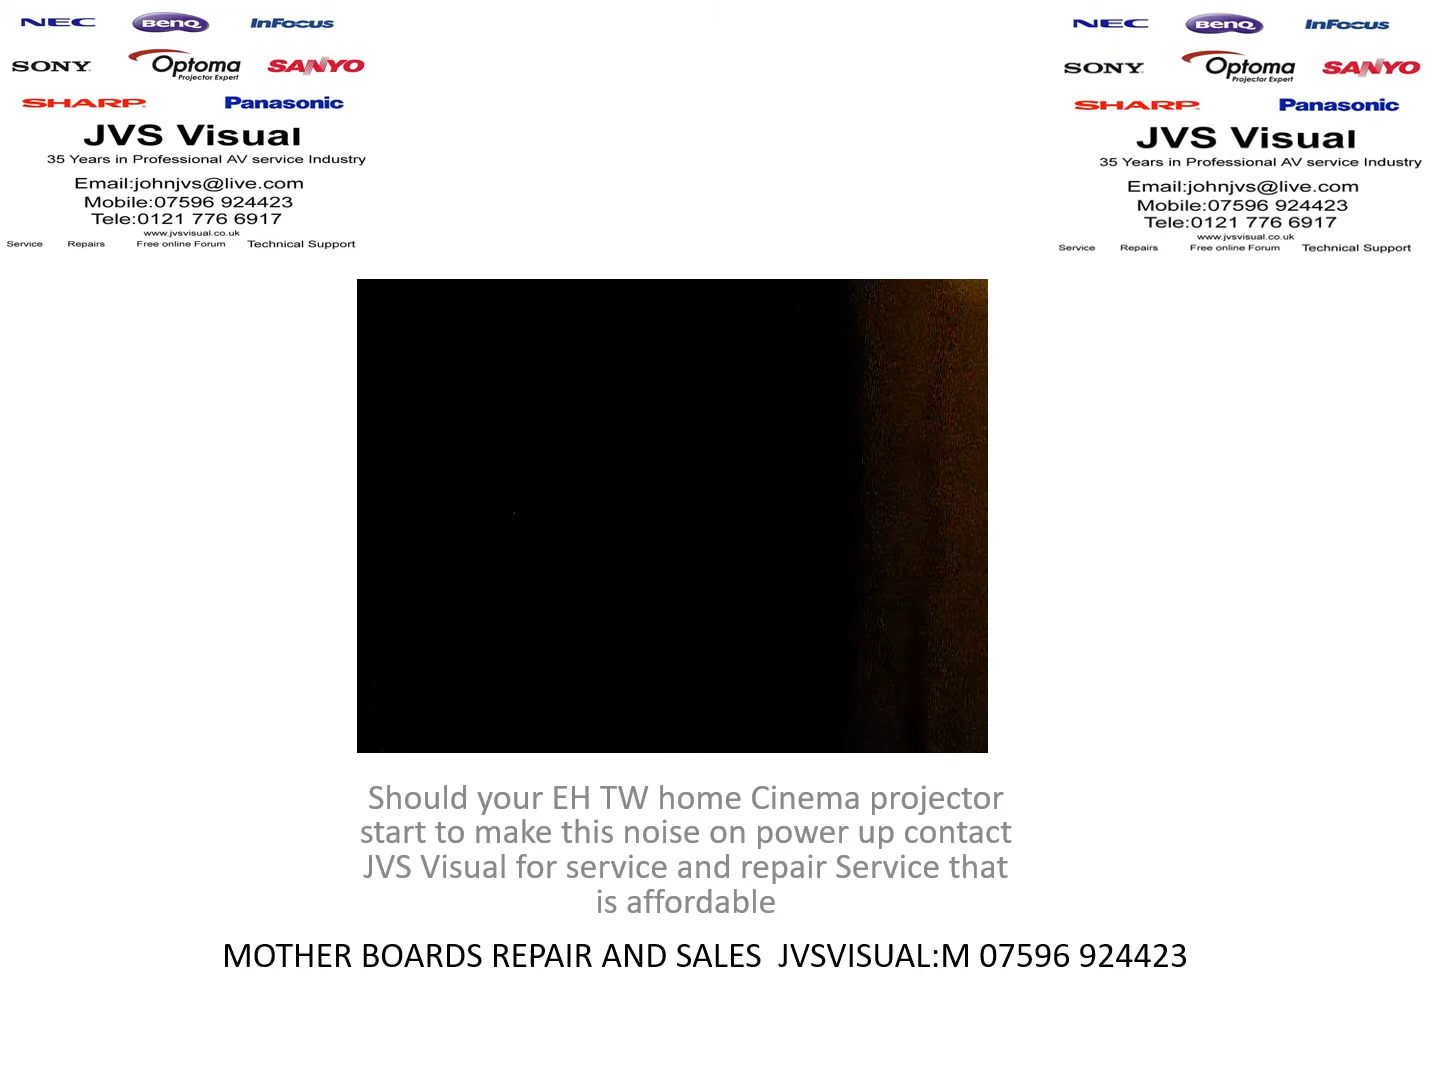 NEC BenQ InFocus
SONY Optoma SANYO
Projector Expert
SHARP Panasonic
JVS Visual
35 Years in Professional AV service Industry
Email:johnjvs@live.com
Mobile:07596 924423
Tele:0121 776 6917
www.jvsvisual.co.uk
Service Repairs Free online Forum Technical Support
NEC BenQ InFocus
SONY Optoma SANYO
Projector Expert
SHARP Panasonic
JVS Visual
35 Years in Professional AV service Industry
Email:johnjvs@live.com
Mobile:07596 924423
Tele:0121 776 6917
www.jvsvisual.co.uk
Service Repairs Free online Forum Technical Support
Should your EH TW home Cinema projector
start to make this noise on power up contact
JVS Visual for service and repair Service that
is affordable
MOTHER BOARDS REPAIR AND SALES JVSVISUAL:M 07596 924423